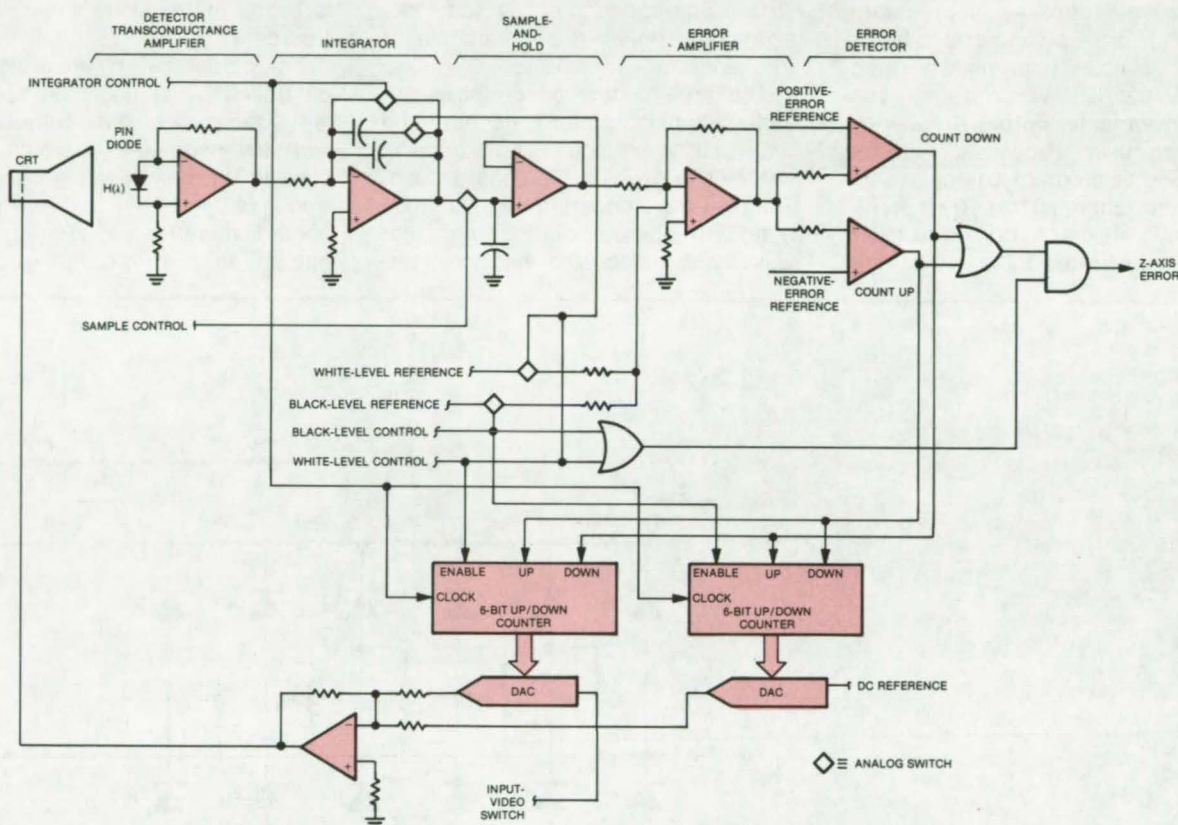 DETECTOR
TRANSCONDUCTANCE
AMPLIFIER
INTEGRATOR
SAMPLE-
AND-
HOLD
ERROR
AMPLIFIER
ERROR
DETECTOR
INTEGRATOR CONTROL
POSITIVE-
ERROR
REFERENCE
COUNT DOWN
CRT
PIN
DIODE
H(λ)
−
+
−
+
−
+
−
+
−
+
−
+
NEGATIVE-
ERROR
REFERENCE
COUNT UP
Z-AXIS
ERROR
SAMPLE CONTROL
WHITE-LEVEL REFERENCE
BLACK-LEVEL REFERENCE
BLACK-LEVEL CONTROL
WHITE-LEVEL CONTROL
ENABLE UP DOWN
CLOCK
6-BIT UP/DOWN
COUNTER
ENABLE UP DOWN
CLOCK
6-BIT UP/DOWN
COUNTER
DAC
DAC
DC REFERENCE
−
+
INPUT-
VIDEO
SWITCH
≡ ANALOG SWITCH